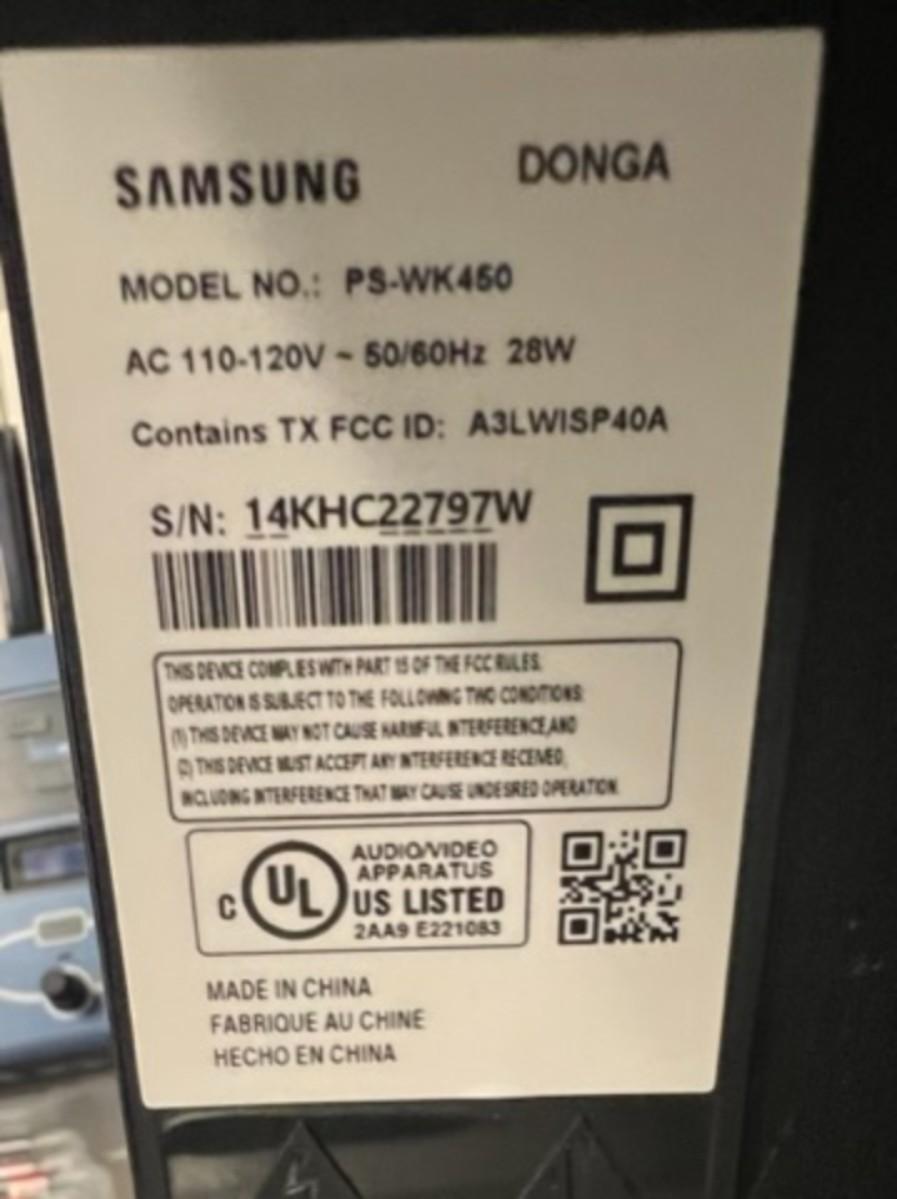 SAMSUNG DONGA
MODEL NO.: PS-WK450
AC 110-120V ~ 50/60Hz 28W
Contains TX FCC ID: A3LWISP40A
S/N: 14KHC22797W
THIS DEVICE COMPLIES WITH PART 15 OF THE FCC RULES.
OPERATION IS SUBJECT TO THE FOLLOWING TWO CONDITIONS:
(1) THIS DEVICE MAY NOT CAUSE HARMFUL INTERFERENCE,AND
(2) THIS DEVICE MUST ACCEPT ANY INTERFERENCE RECEIVED,
INCLUDING INTERFERENCE THAT MAY CAUSE UNDESIRED OPERATION.
C UL
AUDIO/VIDEO
APPARATUS
US LISTED
2AA9 E221083
MADE IN CHINA
FABRIQUE AU CHINE
HECHO EN CHINA